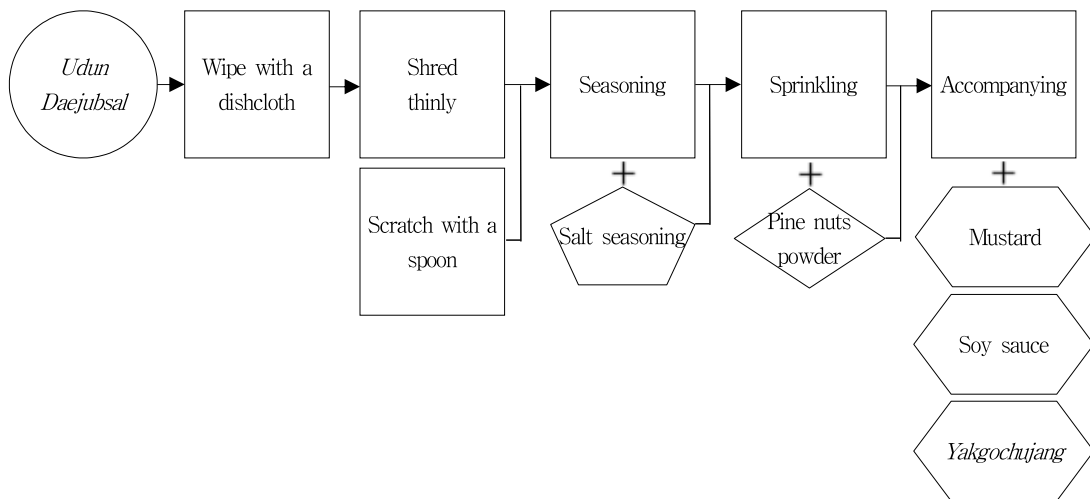 Udun
Daejubsal
Wipe with a
dishcloth
Shred
thinly
Scratch with a
spoon
Seasoning
+
Salt seasoning
Sprinkling
+
Pine nuts
powder
Accompanying
+
Mustard
Soy sauce
Yakgochujang